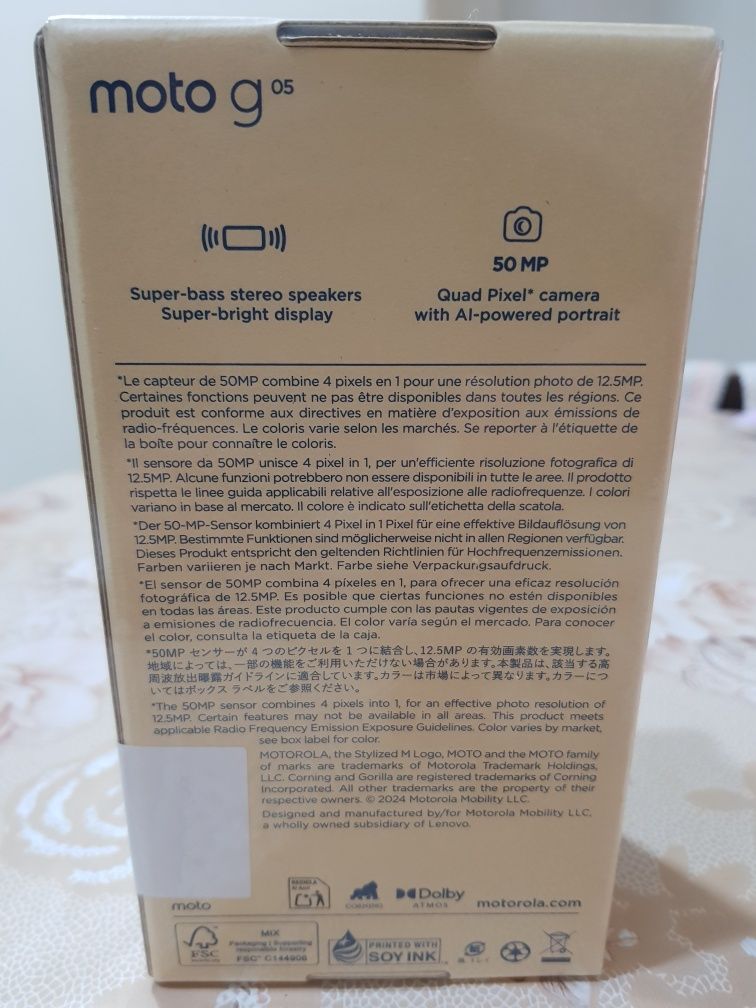 moto g 05
50 MP
Super-bass stereo speakers
Super-bright display
Quad Pixel* camera
with AI-powered portrait
*Le capteur de 50MP combine 4 pixels en 1 pour une résolution photo de 12.5MP.
Certaines fonctions peuvent ne pas être disponibles dans toutes les régions. Ce
produit est conforme aux directives en matière d'exposition aux émissions de
radio-fréquences. Le coloris varie selon les marchés. Se reporter à l'étiquette de
la boîte pour connaître le coloris.
*Il sensore da 50MP unisce 4 pixel in 1, per un'efficiente risoluzione fotografica di
12.5MP. Alcune funzioni potrebbero non essere disponibili in tutte le aree. Il prodotto
rispetta le linee guida applicabili relative all'esposizione alle radiofrequenze. I colori
variano in base al mercato. Il colore è indicato sull'etichetta della scatola.
*Der 50-MP-Sensor kombiniert 4 Pixel in 1 Pixel für eine effektive Bildauflösung von
12.5MP. Bestimmte Funktionen sind möglicherweise nicht in allen Regionen verfügbar.
Dieses Produkt entspricht den geltenden Richtlinien für Hochfrequenzemissionen.
Farben variieren je nach Markt. Farbe siehe Verpackungsaufdruck.
*El sensor de 50MP combina 4 píxeles en 1, para ofrecer una eficaz resolución
fotográfica de 12.5MP. Es posible que ciertas funciones no estén disponibles
en todas las áreas. Este producto cumple con las pautas vigentes de exposición
a emisiones de radiofrecuencia. El color varía según el mercado. Para conocer
el color, consulta la etiqueta de la caja.
*50MP センサーが 4 つのピクセルを 1 つに結合し、12.5MP の有効画素数を実現します。
地域によっては、一部の機能をご利用いただけない場合があります。本製品は、該当する高
周波放出曝露ガイドラインに適合しています。カラーは市場によって異なります。カラーにつ
いてはボックス ラベルをご参照ください。
*The 50MP sensor combines 4 pixels into 1, for an effective photo resolution of
12.5MP. Certain features may not be available in all areas. This product meets
applicable Radio Frequency Emission Exposure Guidelines. Color varies by market,
see box label for color.
MOTOROLA, the Stylized M Logo, MOTO and the MOTO family
of marks are trademarks of Motorola Trademark Holdings,
LLC. Corning and Gorilla are registered trademarks of Corning
Incorporated. All other trademarks are the property of their
respective owners. © 2024 Motorola Mobility LLC.
Designed and manufactured by/for Motorola Mobility LLC,
a wholly owned subsidiary of Lenovo.
moto
CORNING
Dolby
ATMOS
motorola.com
FSC
MIX
Packaging | Supporting
responsible forestry
FSC™ C144906
PRINTED WITH
SOY INK